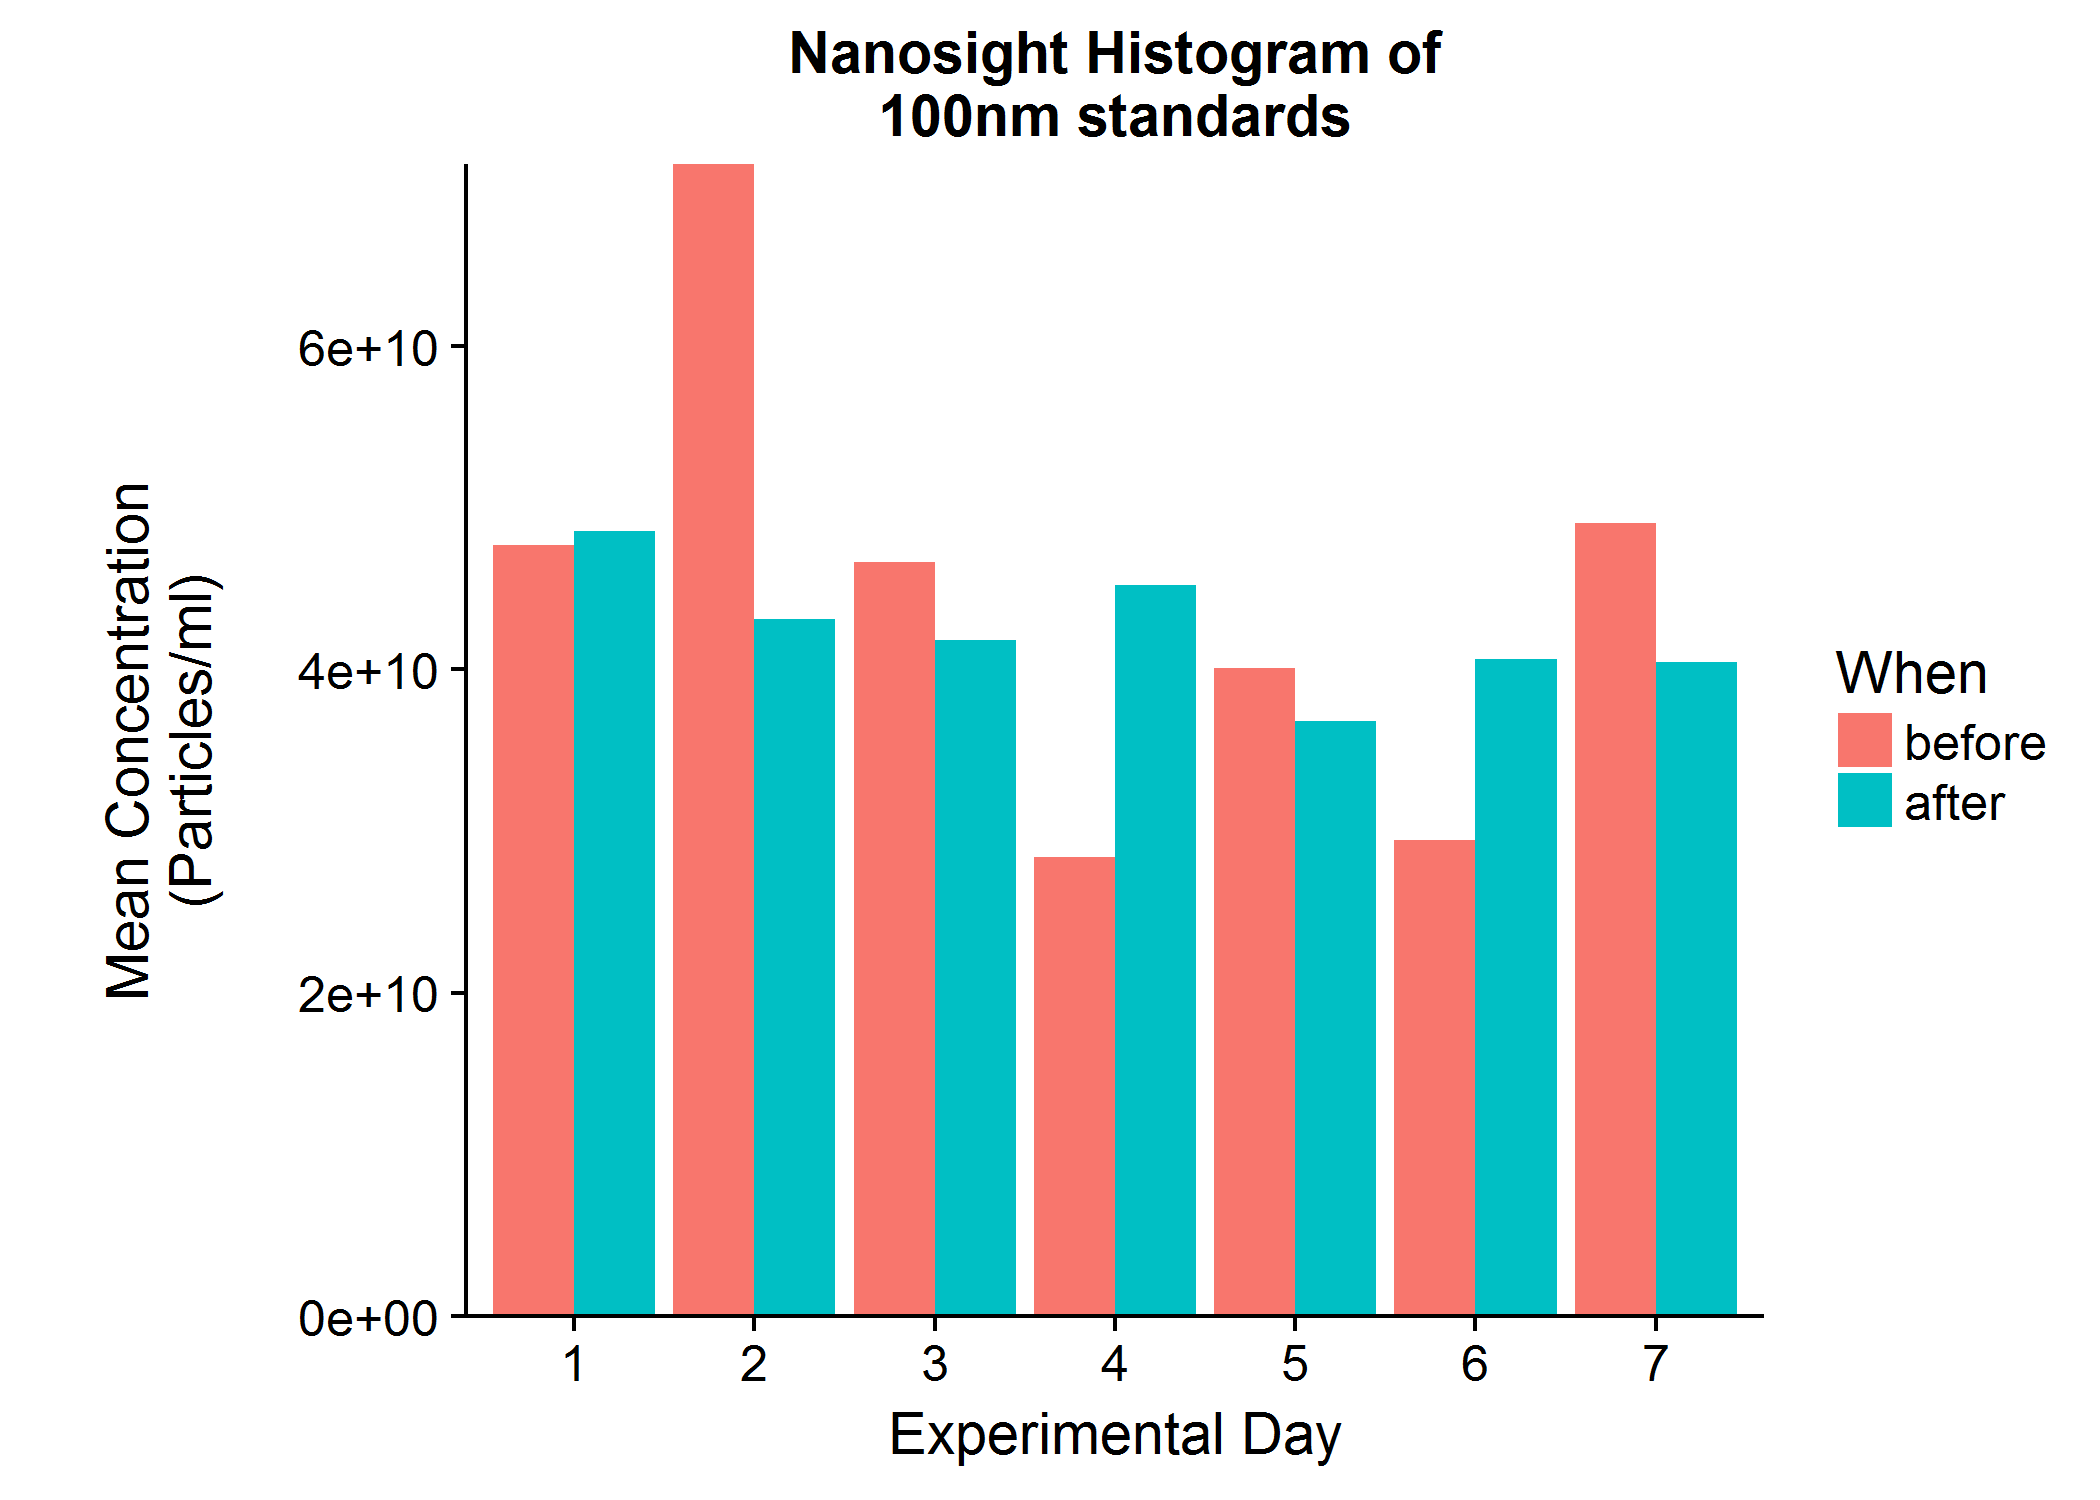 Nanosight Histogram of
100nm standards
Mean Concentration
(Particles/ml)
6e+10
4e+10
2e+10
0e+00
1 2 3 4 5 6 7
Experimental Day
When
before
after